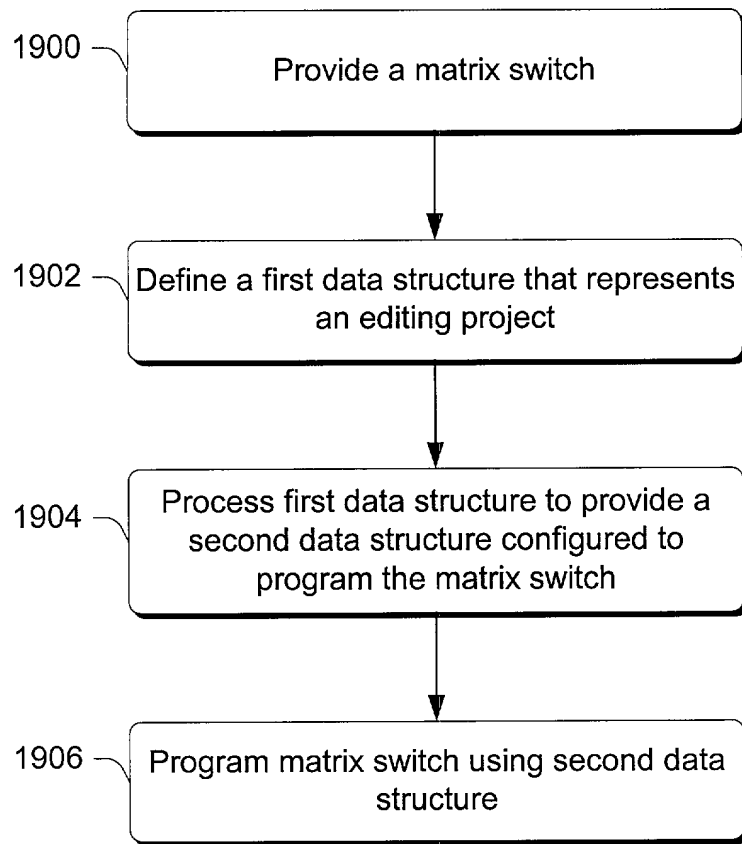 1900
Provide a matrix switch
1902
Define a first data structure that represents
an editing project
1904
Process first data structure to provide a
second data structure configured to
program the matrix switch
1906
Program matrix switch using second data
structure